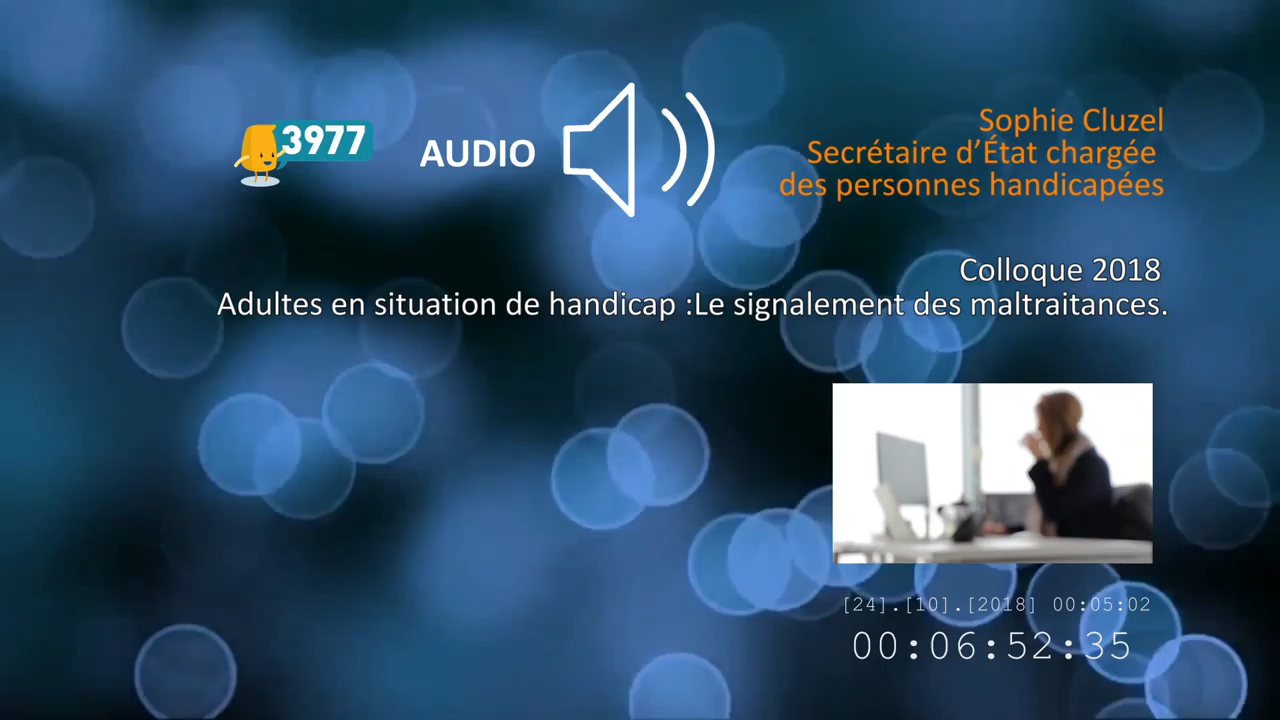 3977
AUDIO
Sophie Cluzel
Secrétaire d’État chargée
des personnes handicapées
Colloque 2018
Adultes en situation de handicap :Le signalement des maltraitances.
[24].[10].[2018] 00:05:02
00:06:52:35